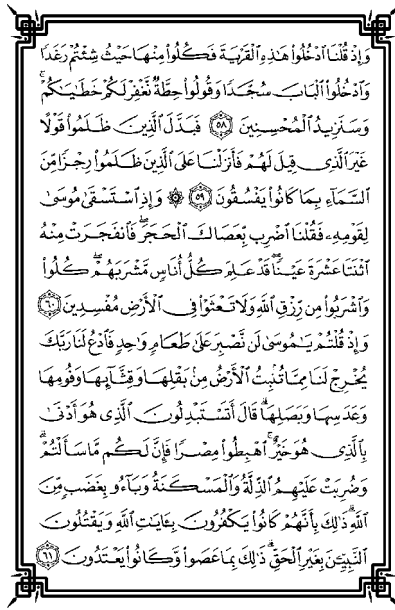 وَإِذْ قُلْنَا ٱدْخُلُوا۟ هَـٰذِهِ ٱلْقَرْيَةَ فَكُلُوا۟ مِنْهَا حَيْثُ شِئْتُمْ رَغَدًا
وَٱدْخُلُوا۟ ٱلْبَابَ سُجَّدًا وَقُولُوا۟ حِطَّةٌ نَّغْفِرْ لَكُمْ خَطَـٰيَـٰكُمْ ۚ
وَسَنَزِيدُ ٱلْمُحْسِنِينَ ٥٨ فَبَدَّلَ ٱلَّذِينَ ظَلَمُوا۟ قَوْلًا
غَيْرَ ٱلَّذِى قِيلَ لَهُمْ فَأَنزَلْنَا عَلَى ٱلَّذِينَ ظَلَمُوا۟ رِجْزًا مِّنَ
ٱلسَّمَآءِ بِمَا كَانُوا۟ يَفْسُقُونَ ٥٩ ۞ وَإِذِ ٱسْتَسْقَىٰ مُوسَىٰ
لِقَوْمِهِۦ فَقُلْنَا ٱضْرِب بِّعَصَاكَ ٱلْحَجَرَ ۖ فَٱنفَجَرَتْ مِنْهُ
ٱثْنَتَا عَشْرَةَ عَيْنًا ۖ قَدْ عَلِمَ كُلُّ أُنَاسٍ مَّشْرَبَهُمْ ۖ كُلُوا۟
وَٱشْرَبُوا۟ مِن رِّزْقِ ٱللَّهِ وَلَا تَعْثَوْا۟ فِى ٱلْأَرْضِ مُفْسِدِينَ ٦٠
وَإِذْ قُلْتُمْ يَـٰمُوسَىٰ لَن نَّصْبِرَ عَلَىٰ طَعَامٍ وَٰحِدٍ فَٱدْعُ لَنَا رَبَّكَ
يُخْرِجْ لَنَا مِمَّا تُنۢبِتُ ٱلْأَرْضُ مِنۢ بَقْلِهَا وَقِثَّآئِهَا وَفُومِهَا
وَعَدَسِهَا وَبَصَلِهَا ۖ قَالَ أَتَسْتَبْدِلُونَ ٱلَّذِى هُوَ أَدْنَىٰ
بِٱلَّذِى هُوَ خَيْرٌ ۚ ٱهْبِطُوا۟ مِصْرًا فَإِنَّ لَكُم مَّا سَأَلْتُمْ ۗ
وَضُرِبَتْ عَلَيْهِمُ ٱلذِّلَّةُ وَٱلْمَسْكَنَةُ وَبَآءُو بِغَضَبٍ مِّنَ
ٱللَّهِ ۗ ذَٰلِكَ بِأَنَّهُمْ كَانُوا۟ يَكْفُرُونَ بِـَٔايَـٰتِ ٱللَّهِ وَيَقْتُلُونَ
ٱلنَّبِيِّـۧنَ بِغَيْرِ ٱلْحَقِّ ۗ ذَٰلِكَ بِمَا عَصَوا۟ وَّكَانُوا۟ يَعْتَدُونَ ٦١